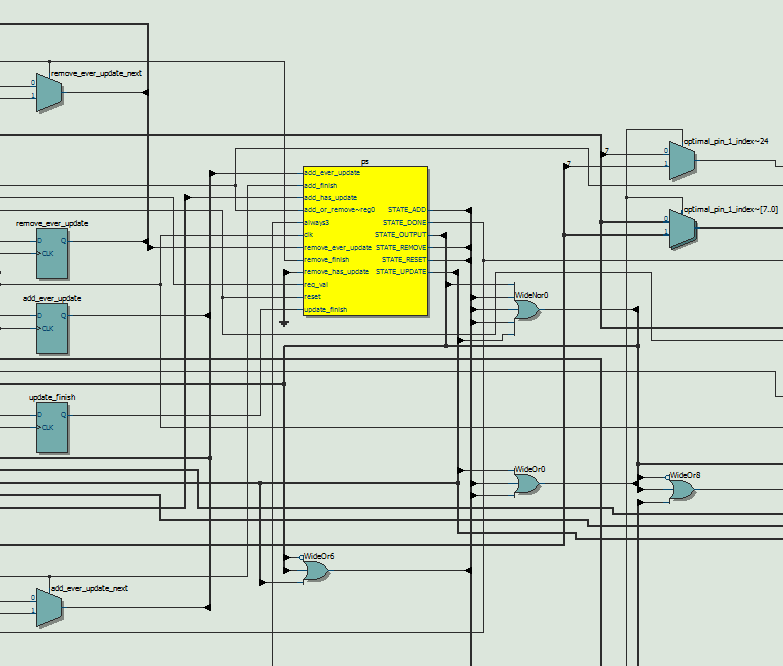 remove_ever_update_next
0
1
optimal_pin_1_index~24
7
0
7
1
ps
add_ever_update
add_finish
add_has_update
add_or_remove~reg0 STATE_ADD
always3 STATE_DONE
clk STATE_OUTPUT
remove_ever_update STATE_REMOVE
remove_finish STATE_RESET
remove_has_update STATE_UPDATE
req_val
reset
update_finish
optimal_pin_1_index~[7..0]
0
1
remove_ever_update
D Q
CLK
add_ever_update
D Q
CLK
WideNor0
update_finish
D Q
CLK
WideOr0
WideOr8
WideOr6
add_ever_update_next
0
1